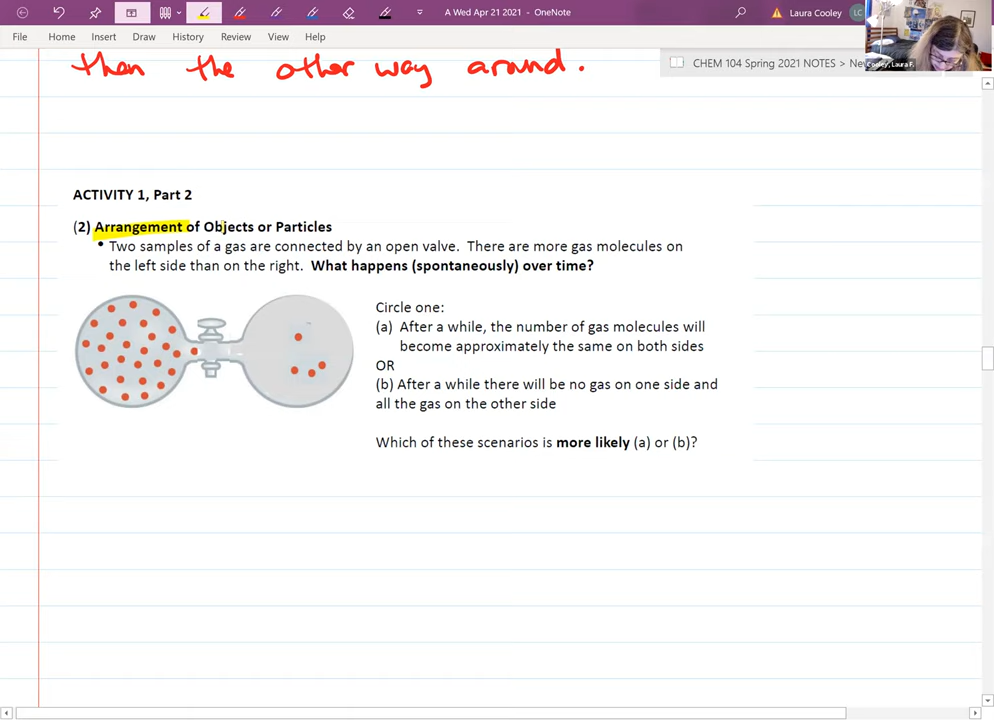 A Wed Apr 21 2021 - OneNote
Laura Cooley
LC
File Home Insert Draw History Review View Help
CHEM 104 Spring 2021 NOTES > Ne
Cooley, Laura F.
then the other way around.
ACTIVITY 1, Part 2
(2) Arrangement of Objects or Particles
• Two samples of a gas are connected by an open valve. There are more gas molecules on
the left side than on the right. What happens (spontaneously) over time?
Circle one:
(a) After a while, the number of gas molecules will
become approximately the same on both sides
OR
(b) After a while there will be no gas on one side and
all the gas on the other side
Which of these scenarios is more likely (a) or (b)?